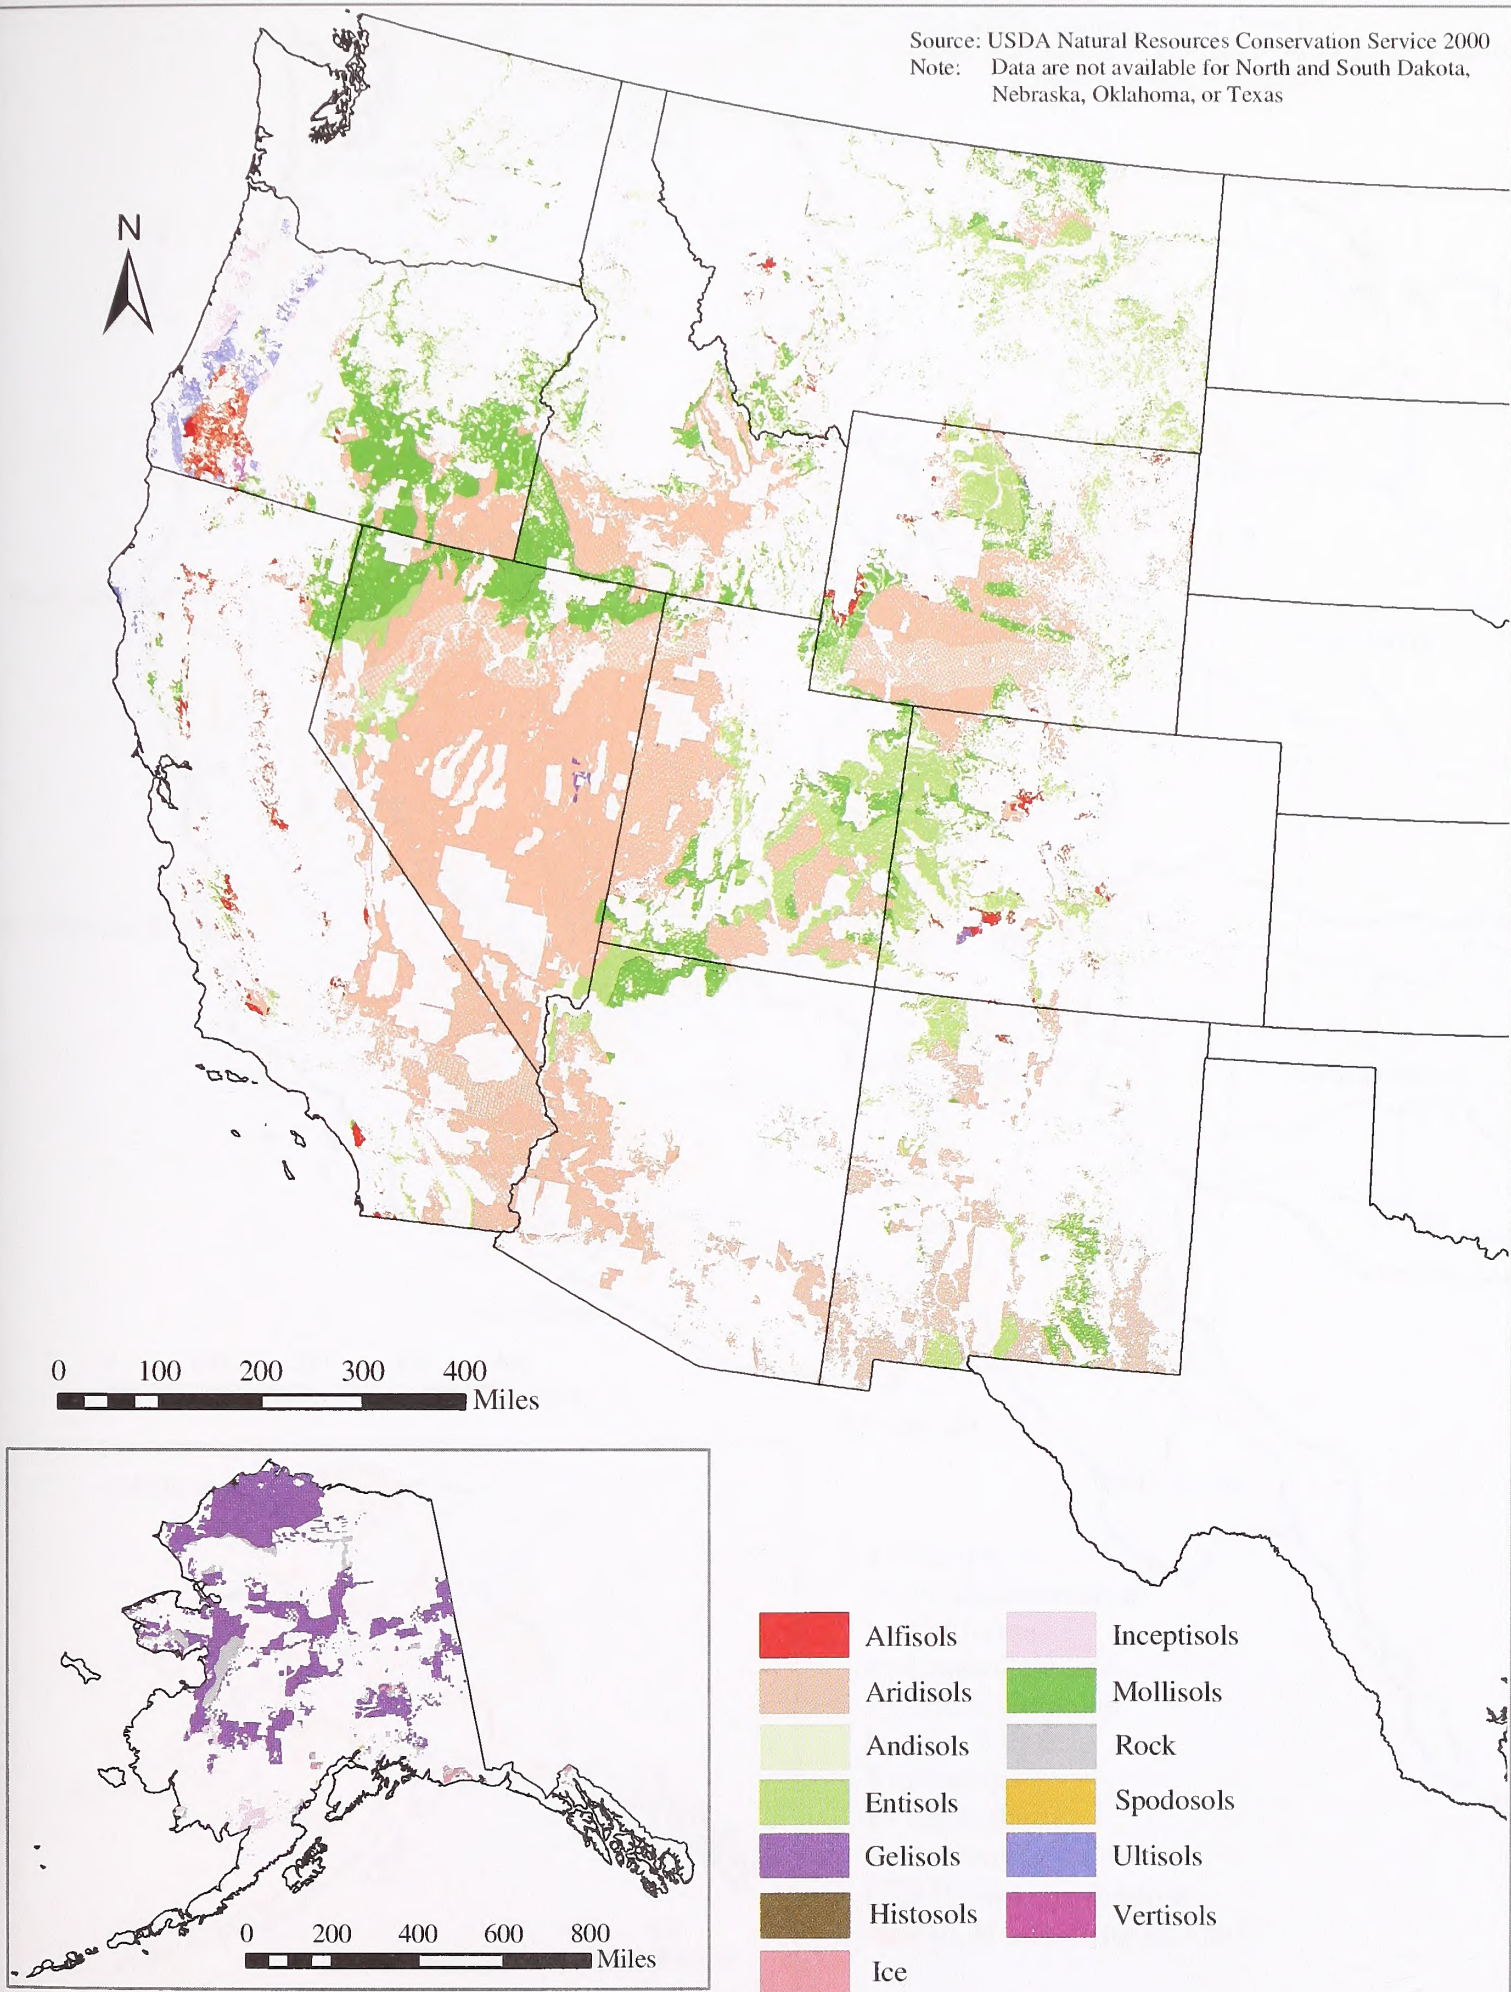 Source: USDA Natural Resources Conservation Service 2000
Note: Data are not available for North and South Dakota,
Nebraska, Oklahoma, or Texas
N
0 100 200 300 400
Miles
0 200 400 600 800
Miles
Alfisols
Aridisols
Andisols
Entisols
Gelisols
Histosols
Ice
Inceptisols
Mollisols
Rock
Spodosols
Ultisols
Vertisols